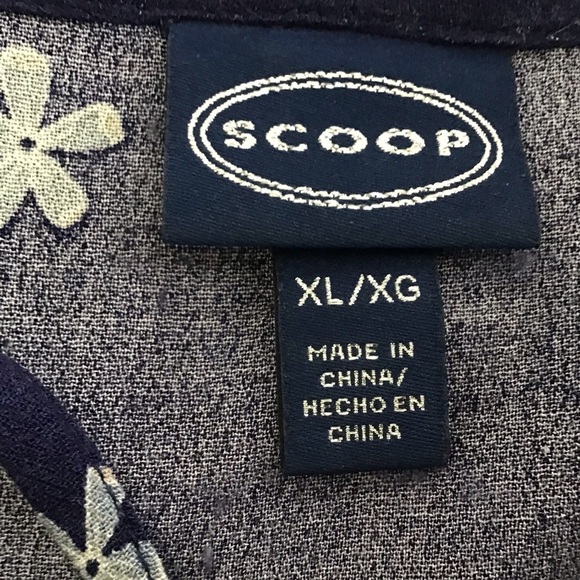 SCOOP
XL/XG
MADE IN
CHINA/
HECHO EN
CHINA